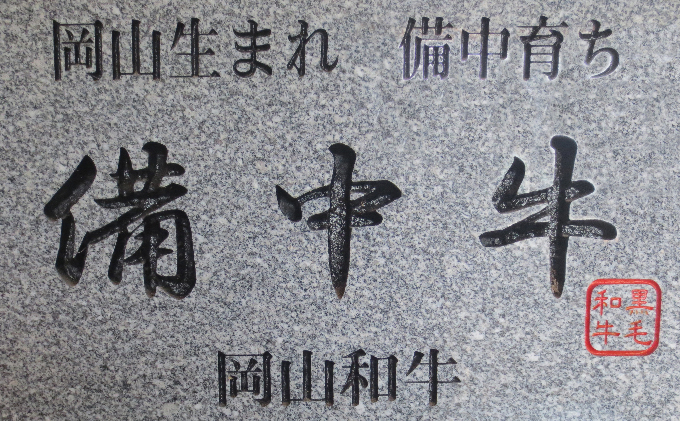 岡山生まれ　備中育ち
備中牛
黒毛
和牛
岡山和牛